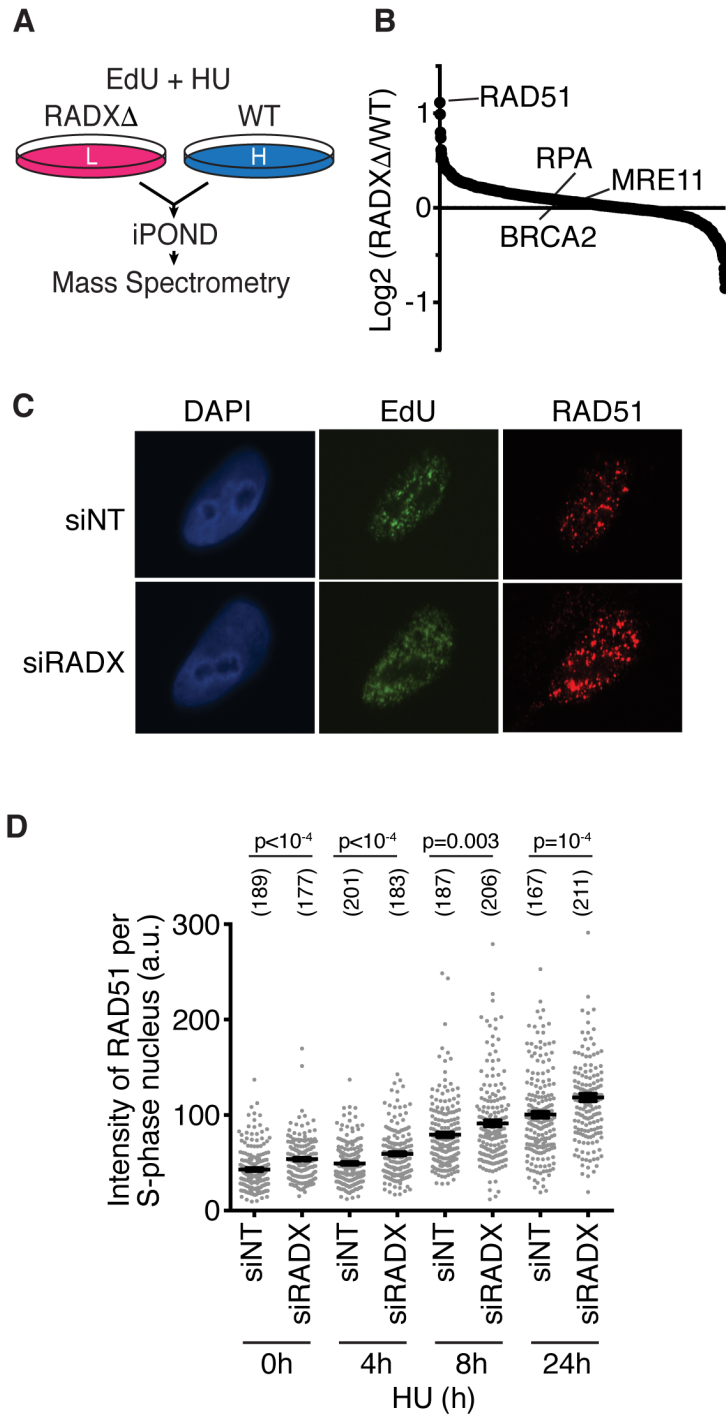 A
EdU + HU
RADXΔ WT
L H
iPOND
Mass Spectrometry
B
Log2 (RADXΔ/WT)
1
0
-1
RAD51
RPA
MRE11
BRCA2
C
DAPI EdU RAD51
siNT
siRADX
D
p<10-4 p<10-4 p=0.003 p=10-4
(189) (177) (201) (183) (187) (206) (167) (211)
Intensity of RAD51 per
S-phase nucleus (a.u.)
300
200
100
0
siNT siRADX siNT siRADX siNT siRADX siNT siRADX
0h 4h 8h 24h
HU (h)